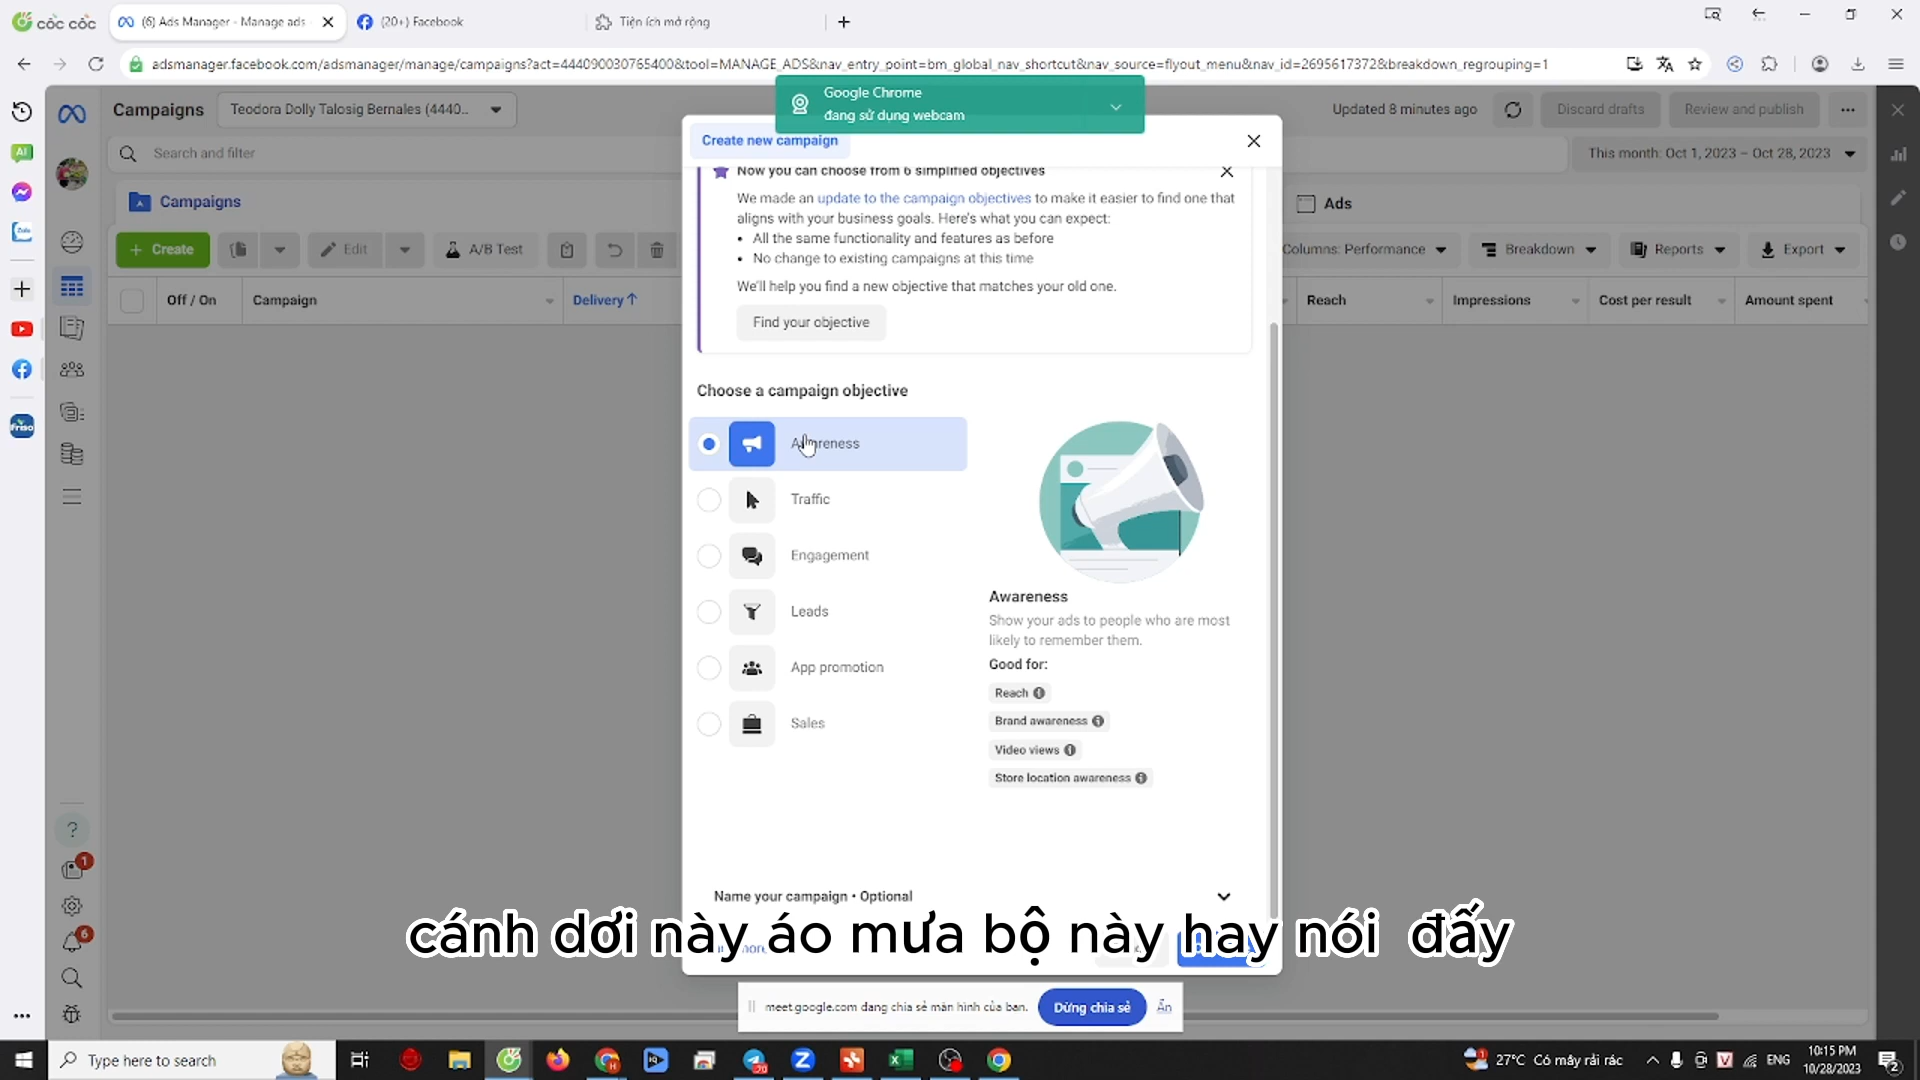 cốc cốc
(6) Ads Manager - Manage ads
(20+) Facebook
Tiện ích mở rộng
adsmanager.facebook.com/adsmanager/manage/campaigns?act=444090030765400&tool=MANAGE_ADS&nav_entry_point=bm_global_nav_shortcut&nav_source=flyout_menu&nav_id=2695617372&breakdown_regrouping=1
Google Chrome
đang sử dụng webcam
Campaigns
Teodora Dolly Talosig Bernales (4440...
Updated 8 minutes ago
Discard drafts
Review and publish
Search and filter
This month: Oct 1, 2023 – Oct 28, 2023
Campaigns
Ads
Create
Edit
A/B Test
Columns: Performance
Breakdown
Reports
Export
Off / On
Campaign
Delivery ↑
Reach
Impressions
Cost per result
Amount spent
Create new campaign
Now you can choose from 6 simplified objectives
We made an update to the campaign objectives to make it easier to find one that
aligns with your business goals. Here's what you can expect:
• All the same functionality and features as before
• No change to existing campaigns at this time
We'll help you find a new objective that matches your old one.
Find your objective
Choose a campaign objective
Awareness
Traffic
Engagement
Leads
App promotion
Sales
Awareness
Show your ads to people who are most
likely to remember them.
Good for:
Reach
Brand awareness
Video views
Store location awareness
Name your campaign • Optional
cánh dơi này áo mưa bộ này hay nói đấy
meet.google.com đang chia sẻ màn hình của bạn.
Dừng chia sẻ
Ẩn
AI
Zalo
Friso
1
6
Type here to search
27°C Có mây rải rác
ENG
10:15 PM
10/28/2023
2